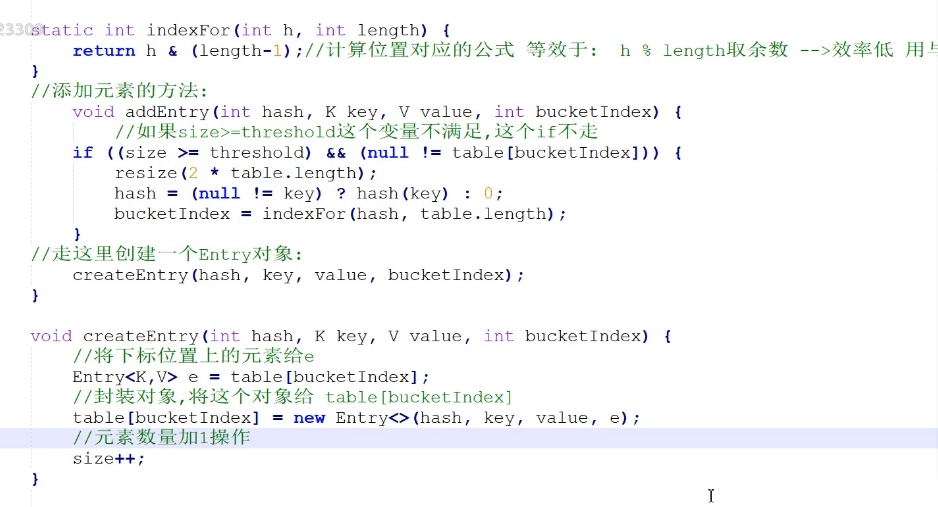 23300
static int indexFor(int h, int length) {
return h & (length-1);//计算位置对应的公式 等效于: h % length取余数 -->效率低 用与
}
//添加元素的方法:
void addEntry(int hash, K key, V value, int bucketIndex) {
//如果size>=threshold这个变量不满足,这个if不走
if ((size >= threshold) && (null != table[bucketIndex])) {
resize(2 * table.length);
hash = (null != key) ? hash(key) : 0;
bucketIndex = indexFor(hash, table.length);
}
//走这里创建一个Entry对象:
createEntry(hash, key, value, bucketIndex);
}
void createEntry(int hash, K key, V value, int bucketIndex) {
//将下标位置上的元素给e
Entry<K,V> e = table[bucketIndex];
//封装对象,将这个对象给 table[bucketIndex]
table[bucketIndex] = new Entry<>(hash, key, value, e);
//元素数量加1操作
size++;
}